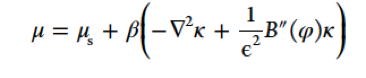 μ = μ_s + β(−∇²κ + 1/ϵ² B″(φ)κ)